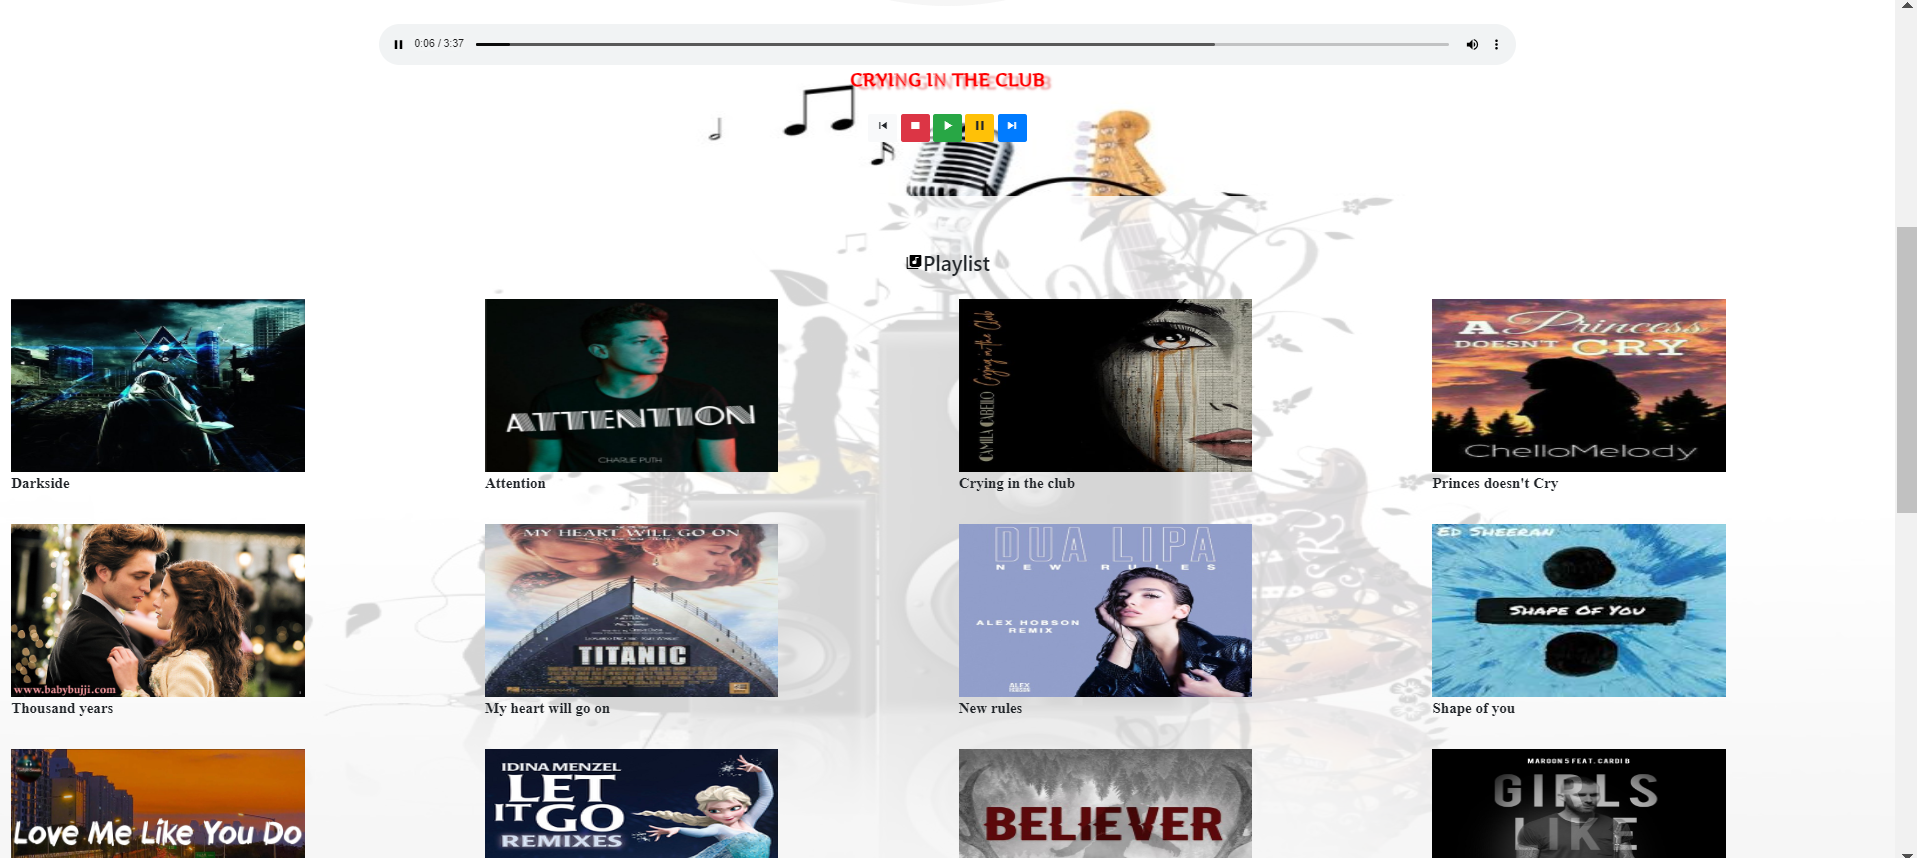 0:06 / 3:37
CRYING IN THE CLUB
Playlist
ATTENTION
CHARLIE PUTH
CAMILA CABELLO Crying in the Club
A Princess
DOESN'T CRY
ChelloMelody
Darkside
Attention
Crying in the club
Princes doesn't Cry
www.babybujji.com
MY HEART WILL GO ON
TITANIC
DUA LIPA
NEW RULES
ALEX HOBSON
REMIX
ALEX
HOBSON
ED SHEERAN
SHAPE OF YOU
Thousand years
My heart will go on
New rules
Shape of you
Love Me Like You Do
IDINA MENZEL
LET
IT GO
REMIXES
BELIEVER
MAROON 5 FEAT. CARDI B
GIRLS
LIKE